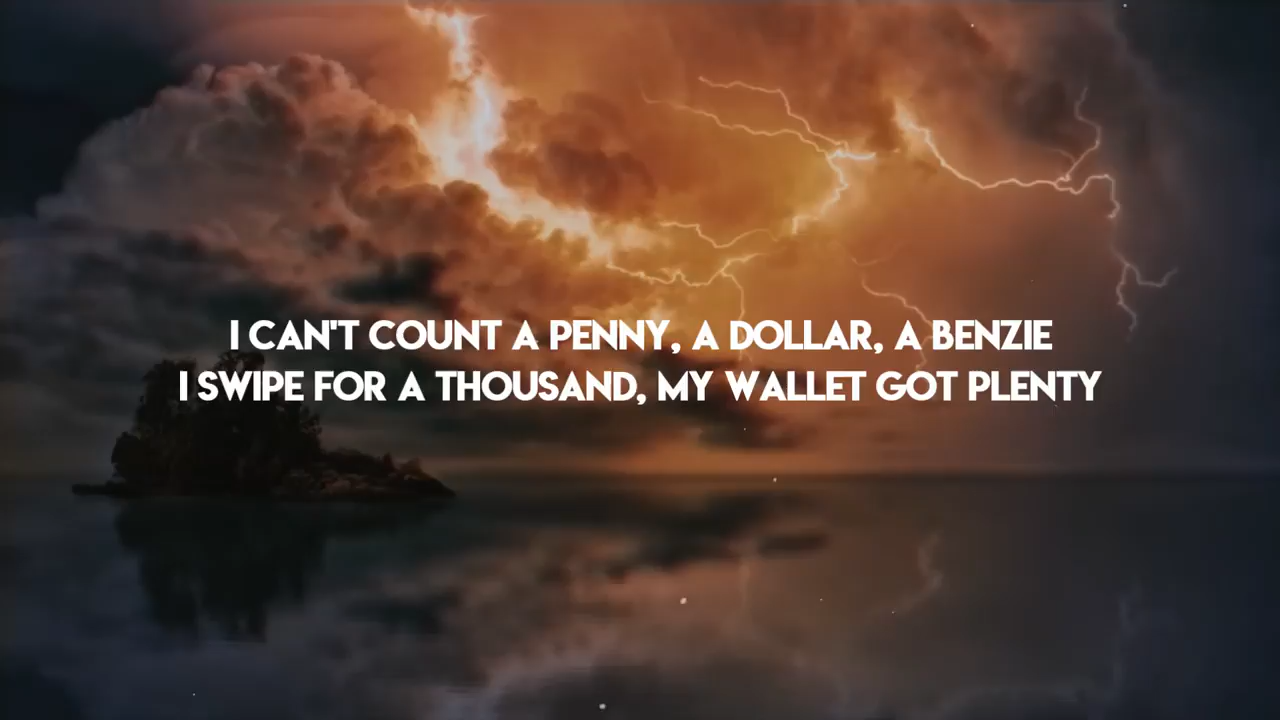 I CAN'T COUNT A PENNY, A DOLLAR, A BENZIE
I SWIPE FOR A THOUSAND, MY WALLET GOT PLENTY